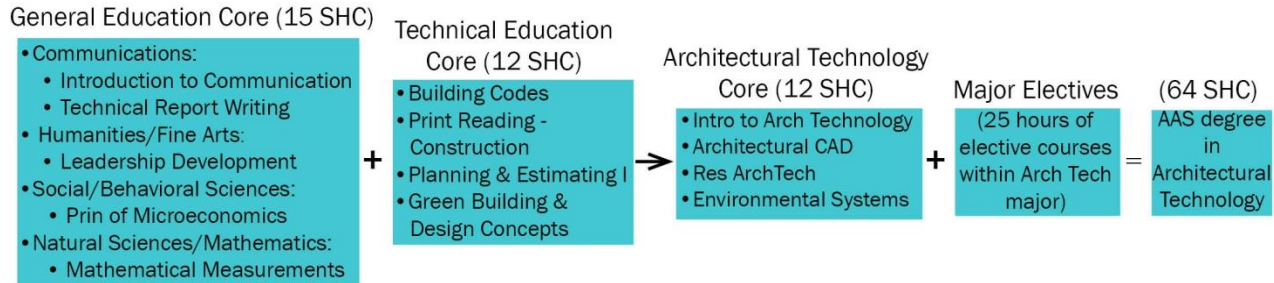 General Education Core (15 SHC)
• Communications:
• Introduction to Communication
• Technical Report Writing
• Humanities/Fine Arts:
• Leadership Development
• Social/Behavioral Sciences:
• Prin of Microeconomics
• Natural Sciences/Mathematics:
• Mathematical Measurements
+
Technical Education
Core (12 SHC)
• Building Codes
• Print Reading -
Construction
• Planning & Estimating I
• Green Building &
Design Concepts
→
Architectural Technology
Core (12 SHC)
• Intro to Arch Technology
• Architectural CAD
• Res ArchTech
• Environmental Systems
+
Major Electives
(25 hours of
elective courses
within Arch Tech
major)
=
(64 SHC)
AAS degree
in
Architectural
Technology